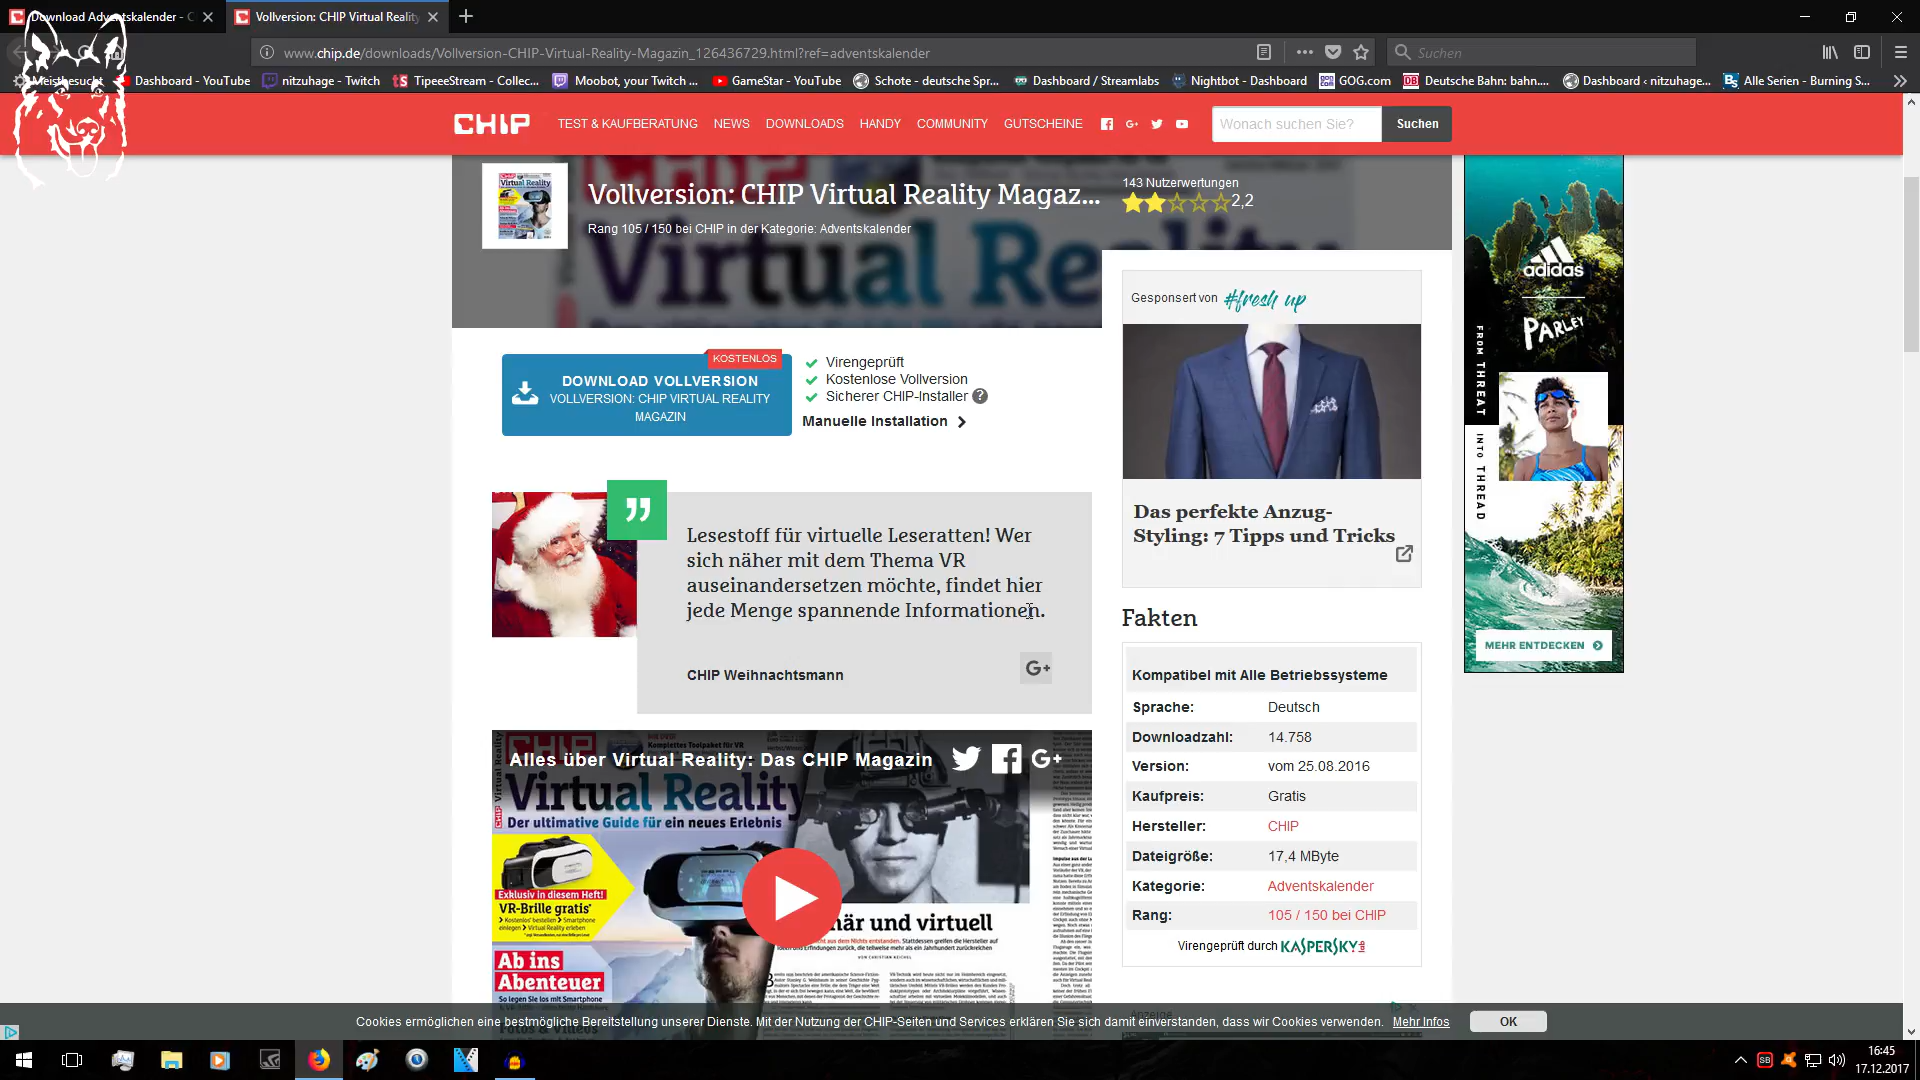 Download Adventskalender - C
Vollversion: CHIP Virtual Reality
www.chip.de/downloads/Vollversion-CHIP-Virtual-Reality-Magazin_126436729.html?ref=adventskalender
Suchen
Meistbesucht
Dashboard - YouTube
nitzuhage - Twitch
TipeeeStream - Collec...
Moobot, your Twitch ...
GameStar - YouTube
Schote - deutsche Spr...
Dashboard / Streamlabs
Nightbot - Dashboard
GOG.com
Deutsche Bahn: bahn....
Dashboard ‹ nitzuhage...
Alle Serien - Burning S...
CHIP
TEST & KAUFBERATUNG
NEWS
DOWNLOADS
HANDY
COMMUNITY
GUTSCHEINE
Wonach suchen Sie?
Suchen
Vollversion: CHIP Virtual Reality Magaz...
Rang 105 / 150 bei CHIP in der Kategorie: Adventskalender
143 Nutzerwertungen
2,2
KOSTENLOS
DOWNLOAD VOLLVERSION
VOLLVERSION: CHIP VIRTUAL REALITY
MAGAZIN
Virengeprüft
Kostenlose Vollversion
Sicherer CHIP-Installer
Manuelle Installation
Lesestoff für virtuelle Leseratten! Wer
sich näher mit dem Thema VR
auseinandersetzen möchte, findet hier
jede Menge spannende Informationen.
CHIP Weihnachtsmann
G+
Alles über Virtual Reality: Das CHIP Magazin
Virtual Reality
Der ultimative Guide für ein neues Erlebnis
Exklusiv in diesem Heft!
VR-Brille gratis*
Ab ins
Abenteuer
So legen Sie los mit Smartphone
när und virtuell
Gesponsert von #fresh up
Das perfekte Anzug-
Styling: 7 Tipps und Tricks
Fakten
Kompatibel mit Alle Betriebssysteme
Sprache: Deutsch
Downloadzahl: 14.758
Version: vom 25.08.2016
Kaufpreis: Gratis
Hersteller: CHIP
Dateigröße: 17,4 MByte
Kategorie: Adventskalender
Rang: 105 / 150 bei CHIP
Virengeprüft durch KASPERSKY
Anzeige
adidas
PARLEY
FROM THREAT
INTO THREAD
MEHR ENTDECKEN
Cookies ermöglichen eine bestmögliche Bereitstellung unserer Dienste. Mit der Nutzung der CHIP-Seiten und Services erklären Sie sich damit einverstanden, dass wir Cookies verwenden. Mehr Infos
OK
16:45
17.12.2017